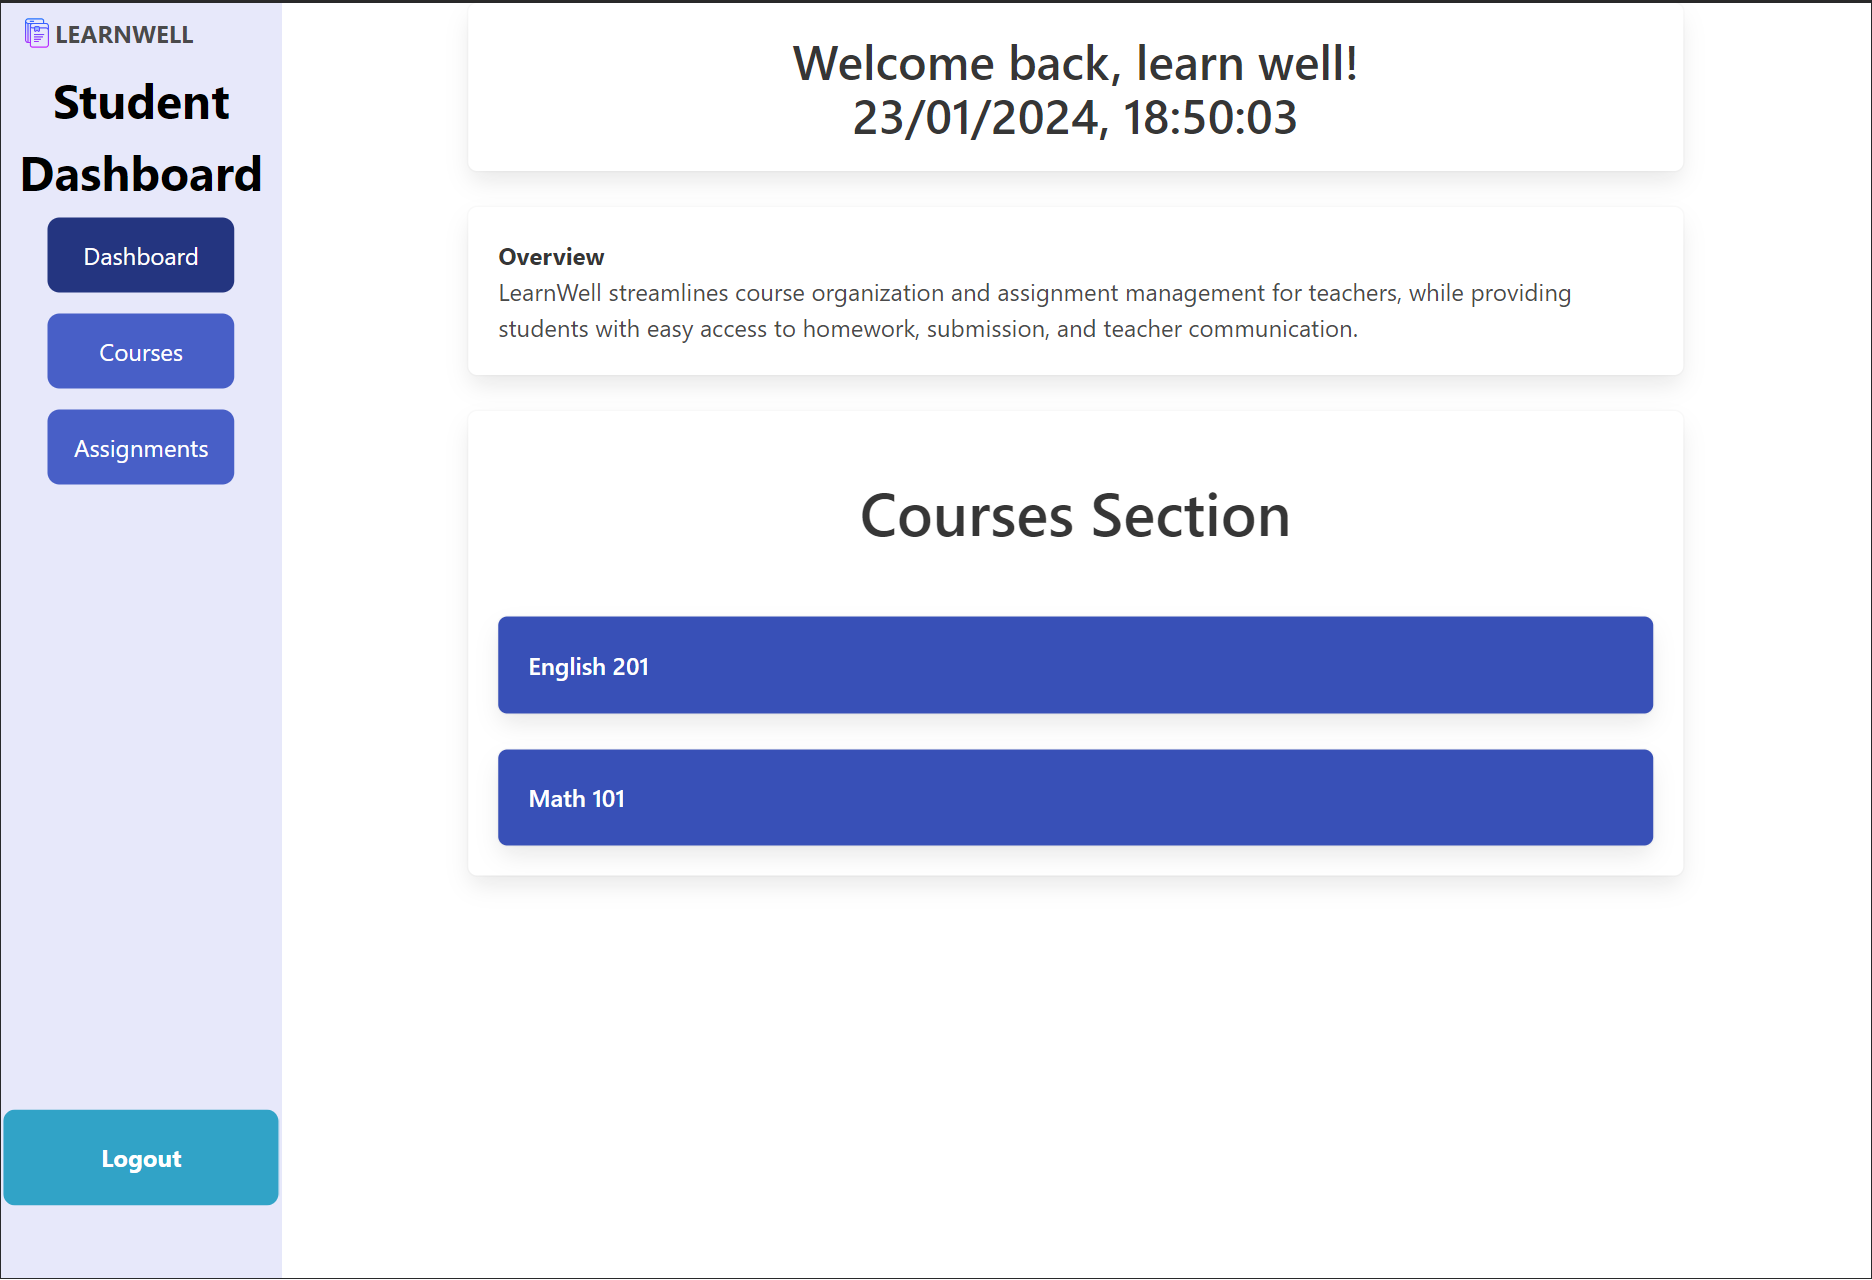 LEARNWELL
Student
Dashboard
Dashboard
Courses
Assignments
Logout
Welcome back, learn well!
23/01/2024, 18:50:03
Overview
LearnWell streamlines course organization and assignment management for teachers, while providing
students with easy access to homework, submission, and teacher communication.
Courses Section
English 201
Math 101